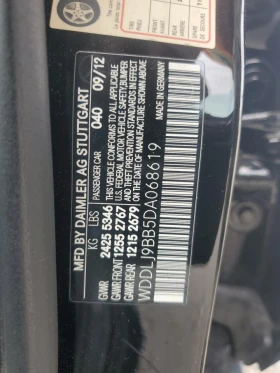 MFD BY DAIMLER AG STUTTGART
PASSENGER CAR 040 09/12
KG LBS
GVWR 2425 5346
GAWR 1255 2767
GAWR 1215 2679
FRONT
REAR
THIS VEHICLE CONFORMS TO ALL APPLICABLE
U.S. FEDERAL MOTOR VEHICLE SAFETY, BUMPER
AND THEFT PREVENTION STANDARDS IN EFFECT
ON THE DATE OF MANUFACTURE SHOWN ABOVE
MADE IN GERMANY
WDDLJ9BB5DA068619
DE SECOURS